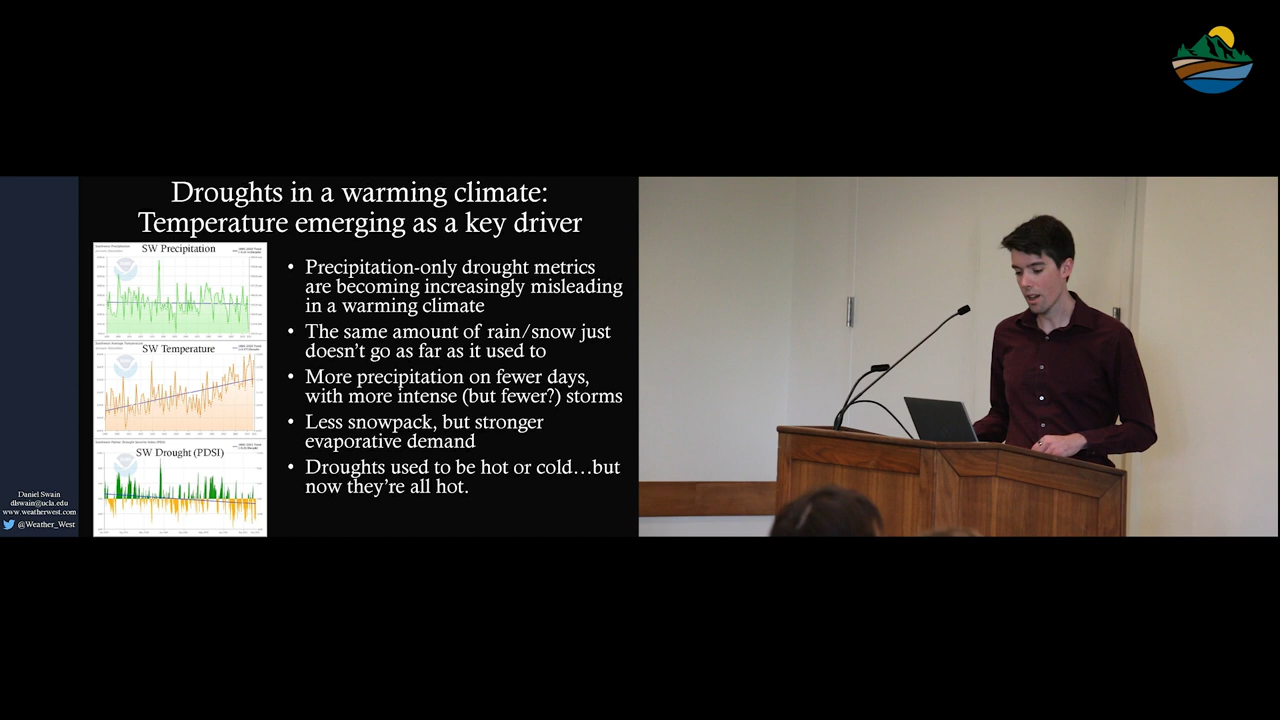 Droughts in a warming climate:
Temperature emerging as a key driver
SW Precipitation
SW Temperature
SW Drought (PDSI)
• Precipitation-only drought metrics
are becoming increasingly misleading
in a warming climate
• The same amount of rain/snow just
doesn't go as far as it used to
• More precipitation on fewer days,
with more intense (but fewer?) storms
• Less snowpack, but stronger
evaporative demand
• Droughts used to be hot or cold…but
now they're all hot.
Daniel Swain
dlswain@ucla.edu
www.weatherwest.com
@Weather_West